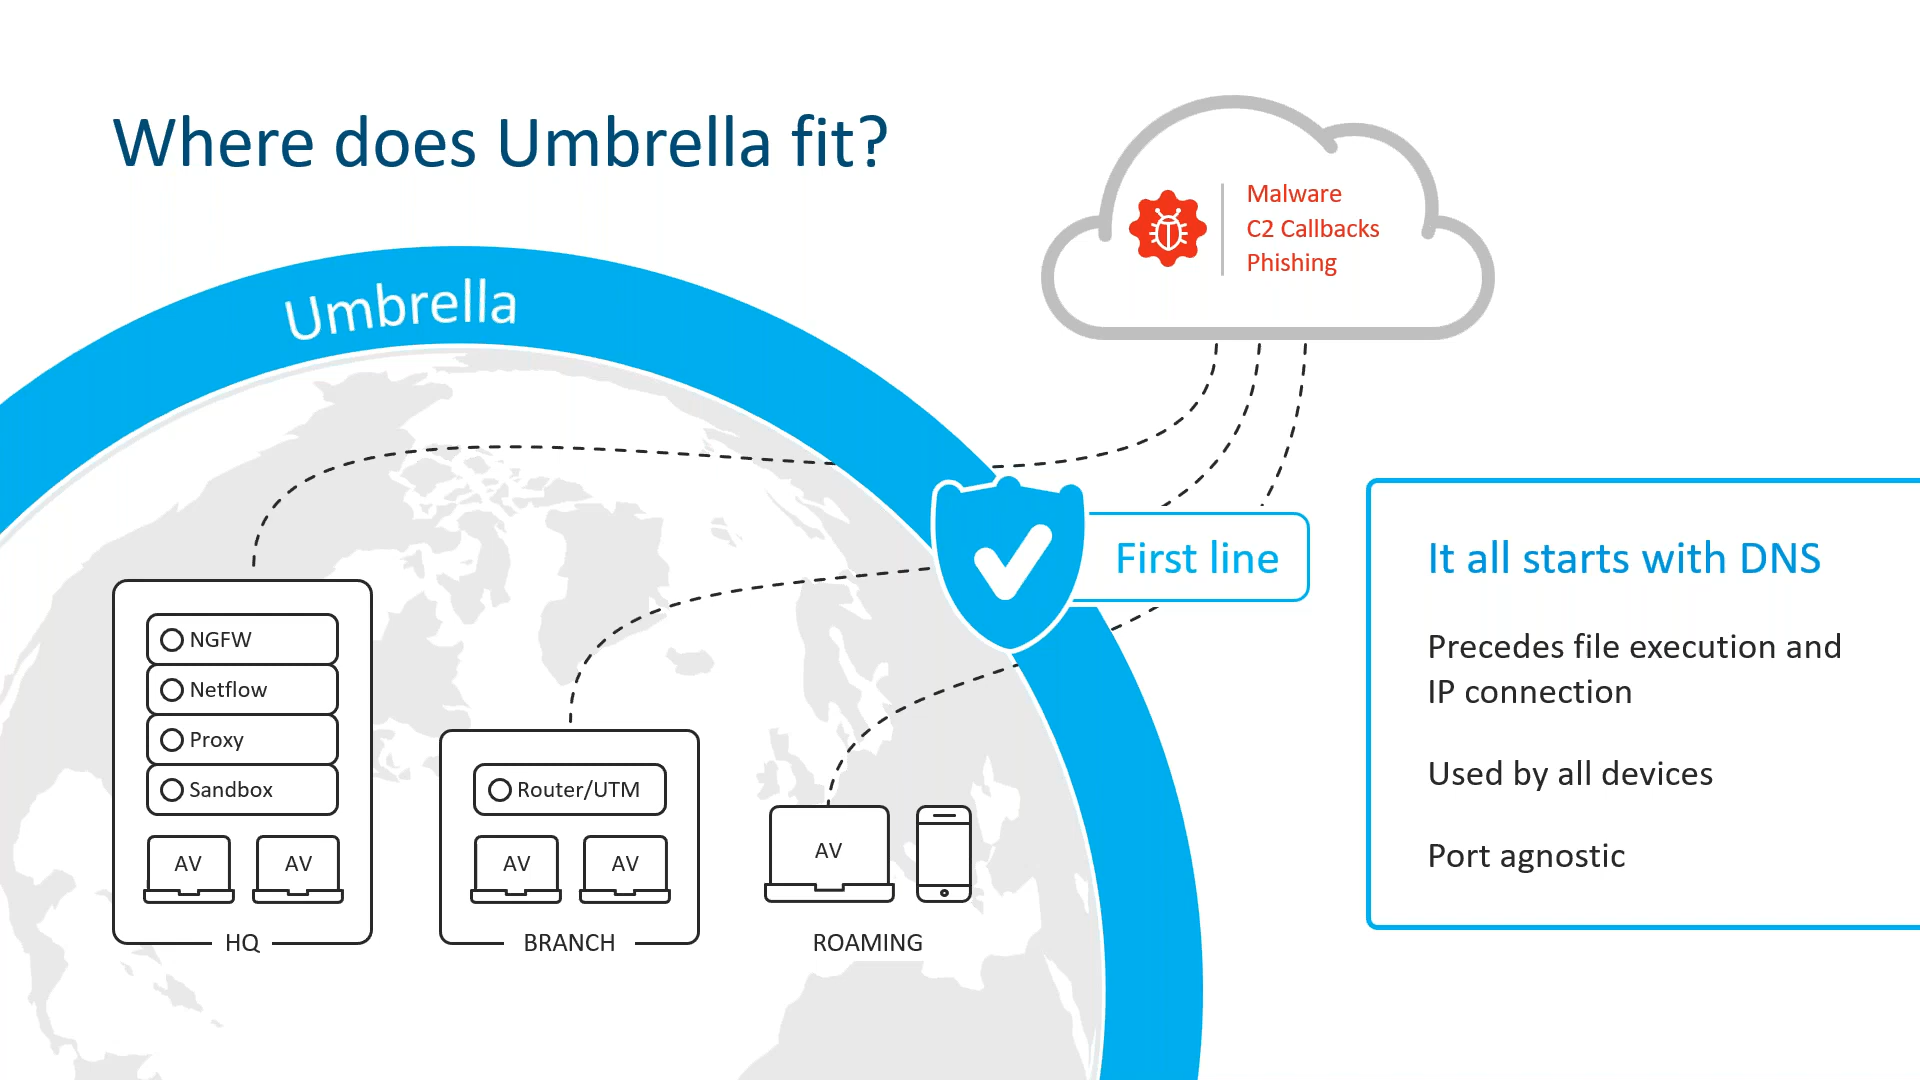 Where does Umbrella fit?
Malware
C2 Callbacks
Phishing
Umbrella
First line
It all starts with DNS
Precedes file execution and
IP connection
Used by all devices
Port agnostic
NGFW
Netflow
Proxy
Sandbox
AV AV
HQ
Router/UTM
AV AV
BRANCH
AV
ROAMING